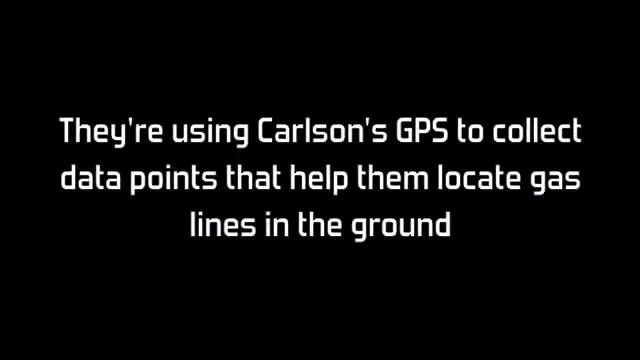 They're using Carlson's GPS to collect
data points that help them locate gas
lines in the ground